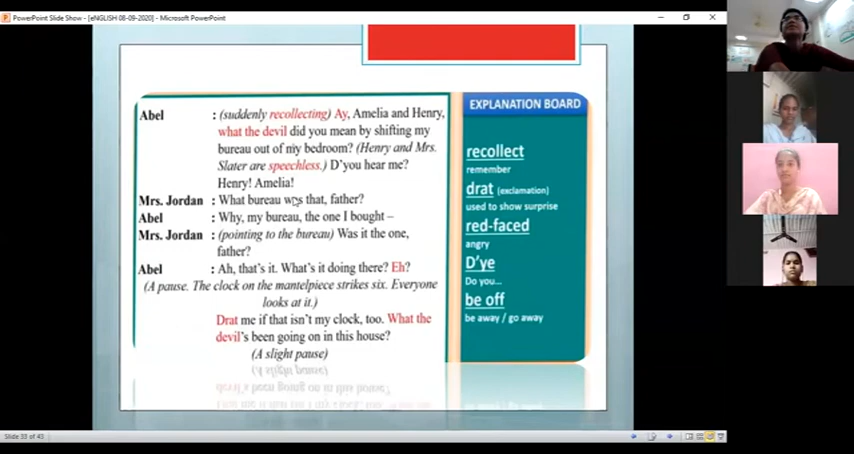 PowerPoint Slide Show - [eNGLISH 08-09-2020] - Microsoft PowerPoint
Abel : (suddenly recollecting) Ay, Amelia and Henry,
what the devil did you mean by shifting my
bureau out of my bedroom? (Henry and Mrs.
Slater are speechless.) D'you hear me?
Henry! Amelia!
Mrs. Jordan : What bureau was that, father?
Abel : Why, my bureau, the one I bought –
Mrs. Jordan : (pointing to the bureau) Was it the one,
father?
Abel : Ah, that's it. What's it doing there? Eh?
(A pause. The clock on the mantelpiece strikes six. Everyone
looks at it.)
Drat me if that isn't my clock, too. What the
devil's been going on in this house?
(A slight pause)
EXPLANATION BOARD
recollect
remember
drat (exclamation)
used to show surprise
red-faced
angry
D'ye
Do you...
be off
be away / go away
Slide 33 of 43